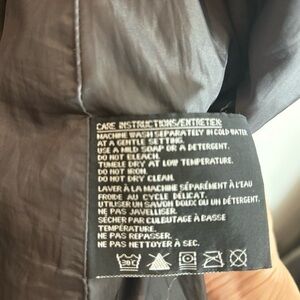 CARE INSTRUCTIONS/ENTRETIEN:
MACHINE WASH SEPARATELY IN COLD WATER
AT A GENTLE SETTING.
USE A MILD SOAP OR A DETERGENT.
DO NOT BLEACH.
TUMBLE DRY AT LOW TEMPERATURE.
DO NOT IRON.
DO NOT DRY CLEAN.
LAVER À LA MACHINE SÉPARÉMENT À L'EAU
FROIDE AU CYCLE DÉLICAT.
UTILISER UN SAVON DOUX OU UN DÉTERGENT.
NE PAS JAVELLISER.
SÉCHER PAR CULBUTAGE À BASSE
TEMPÉRATURE.
NE PAS REPASSER.
NE PAS NETTOYER À SEC.
30C